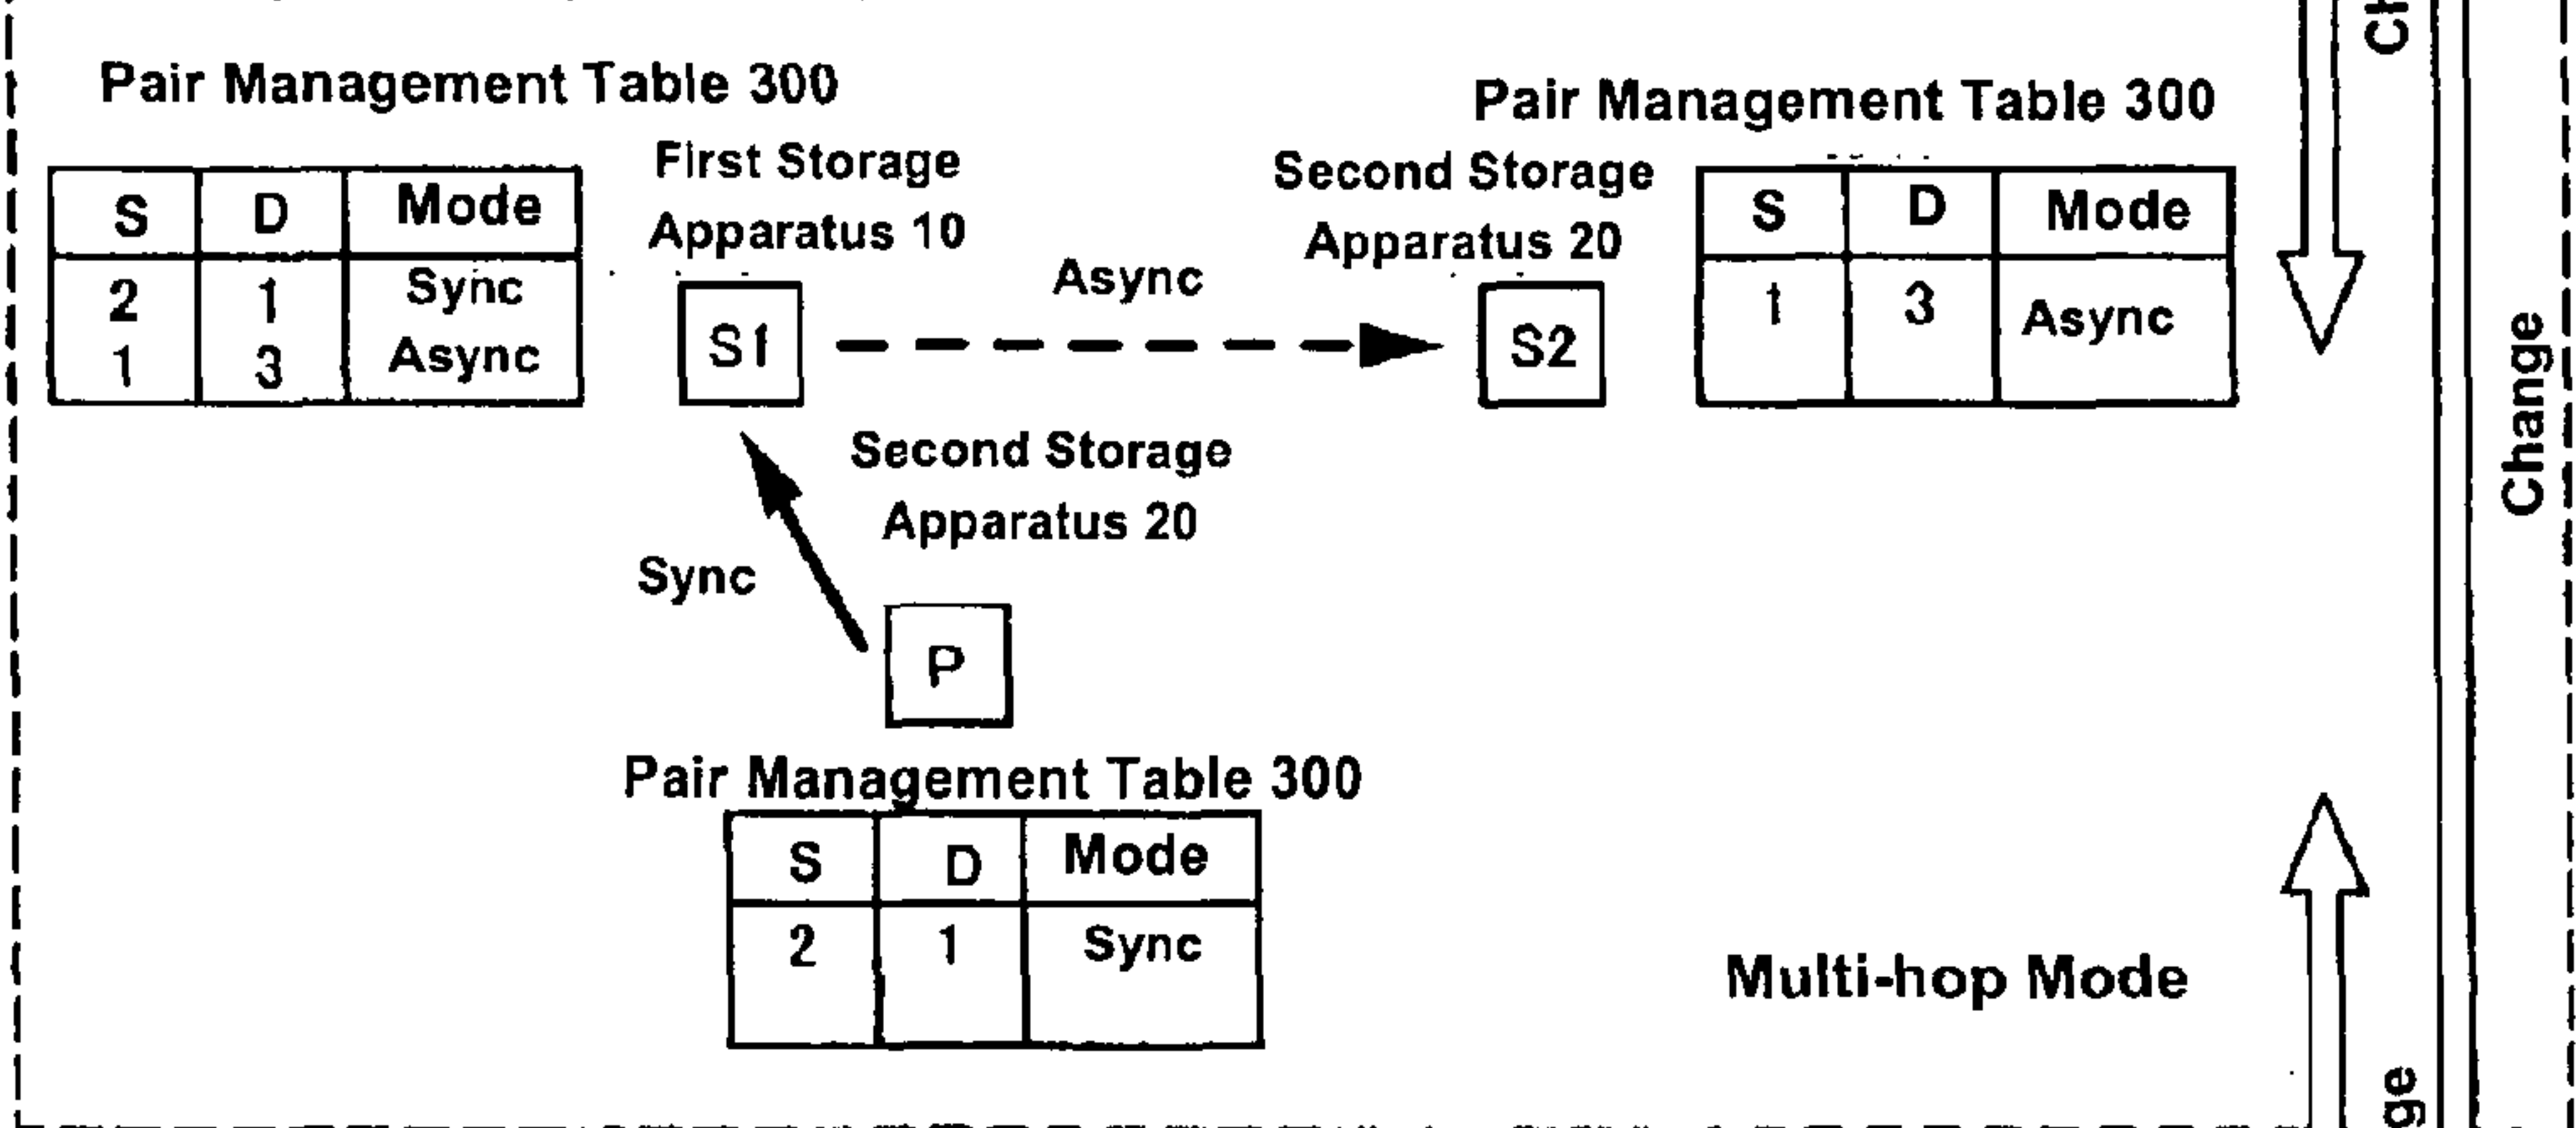 Pair Management Table 300
Pair Management Table 300
First Storage
Apparatus 10
Second Storage
Apparatus 20
S D Mode
2 1 Sync
1 3 Async
S1
Async
S2
S D Mode
1 3 Async
Second Storage
Apparatus 20
Sync
P
Pair Management Table 300
S D Mode
2 1 Sync
Multi-hop Mode
Change